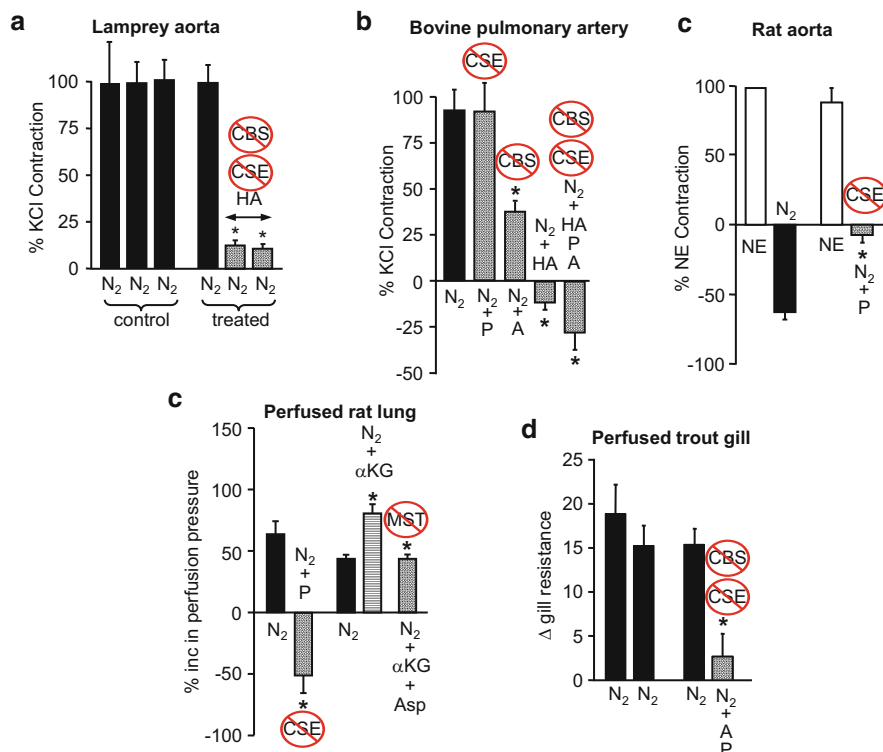 a
Lamprey aorta
% KCl Contraction
100
75
50
25
0
CBS
CSE
HA
* *
N2 N2 N2 N2 N2 N2
control treated
b
Bovine pulmonary artery
% KCl Contraction
100
75
50
25
0
-25
-50
CSE
CBS
CBS
CSE
*
N2
+
HA
N2
+
HA
P
A
N2
N2
+
P
N2
+
A
*
*
c
Rat aorta
% NE Contraction
100
50
0
-50
-100
N2
CSE
NE
NE
*
N2
+
P
c
Perfused rat lung
% inc in perfusion pressure
150
100
50
0
-50
-100
N2
+
P
N2
+
αKG
*
MST
*
N2
N2
N2
+
αKG
+
Asp
*
CSE
d
Perfused trout gill
Δ gill resistance
25
20
15
10
5
0
CBS
CSE
*
N2 N2 N2
N2
+
A
P